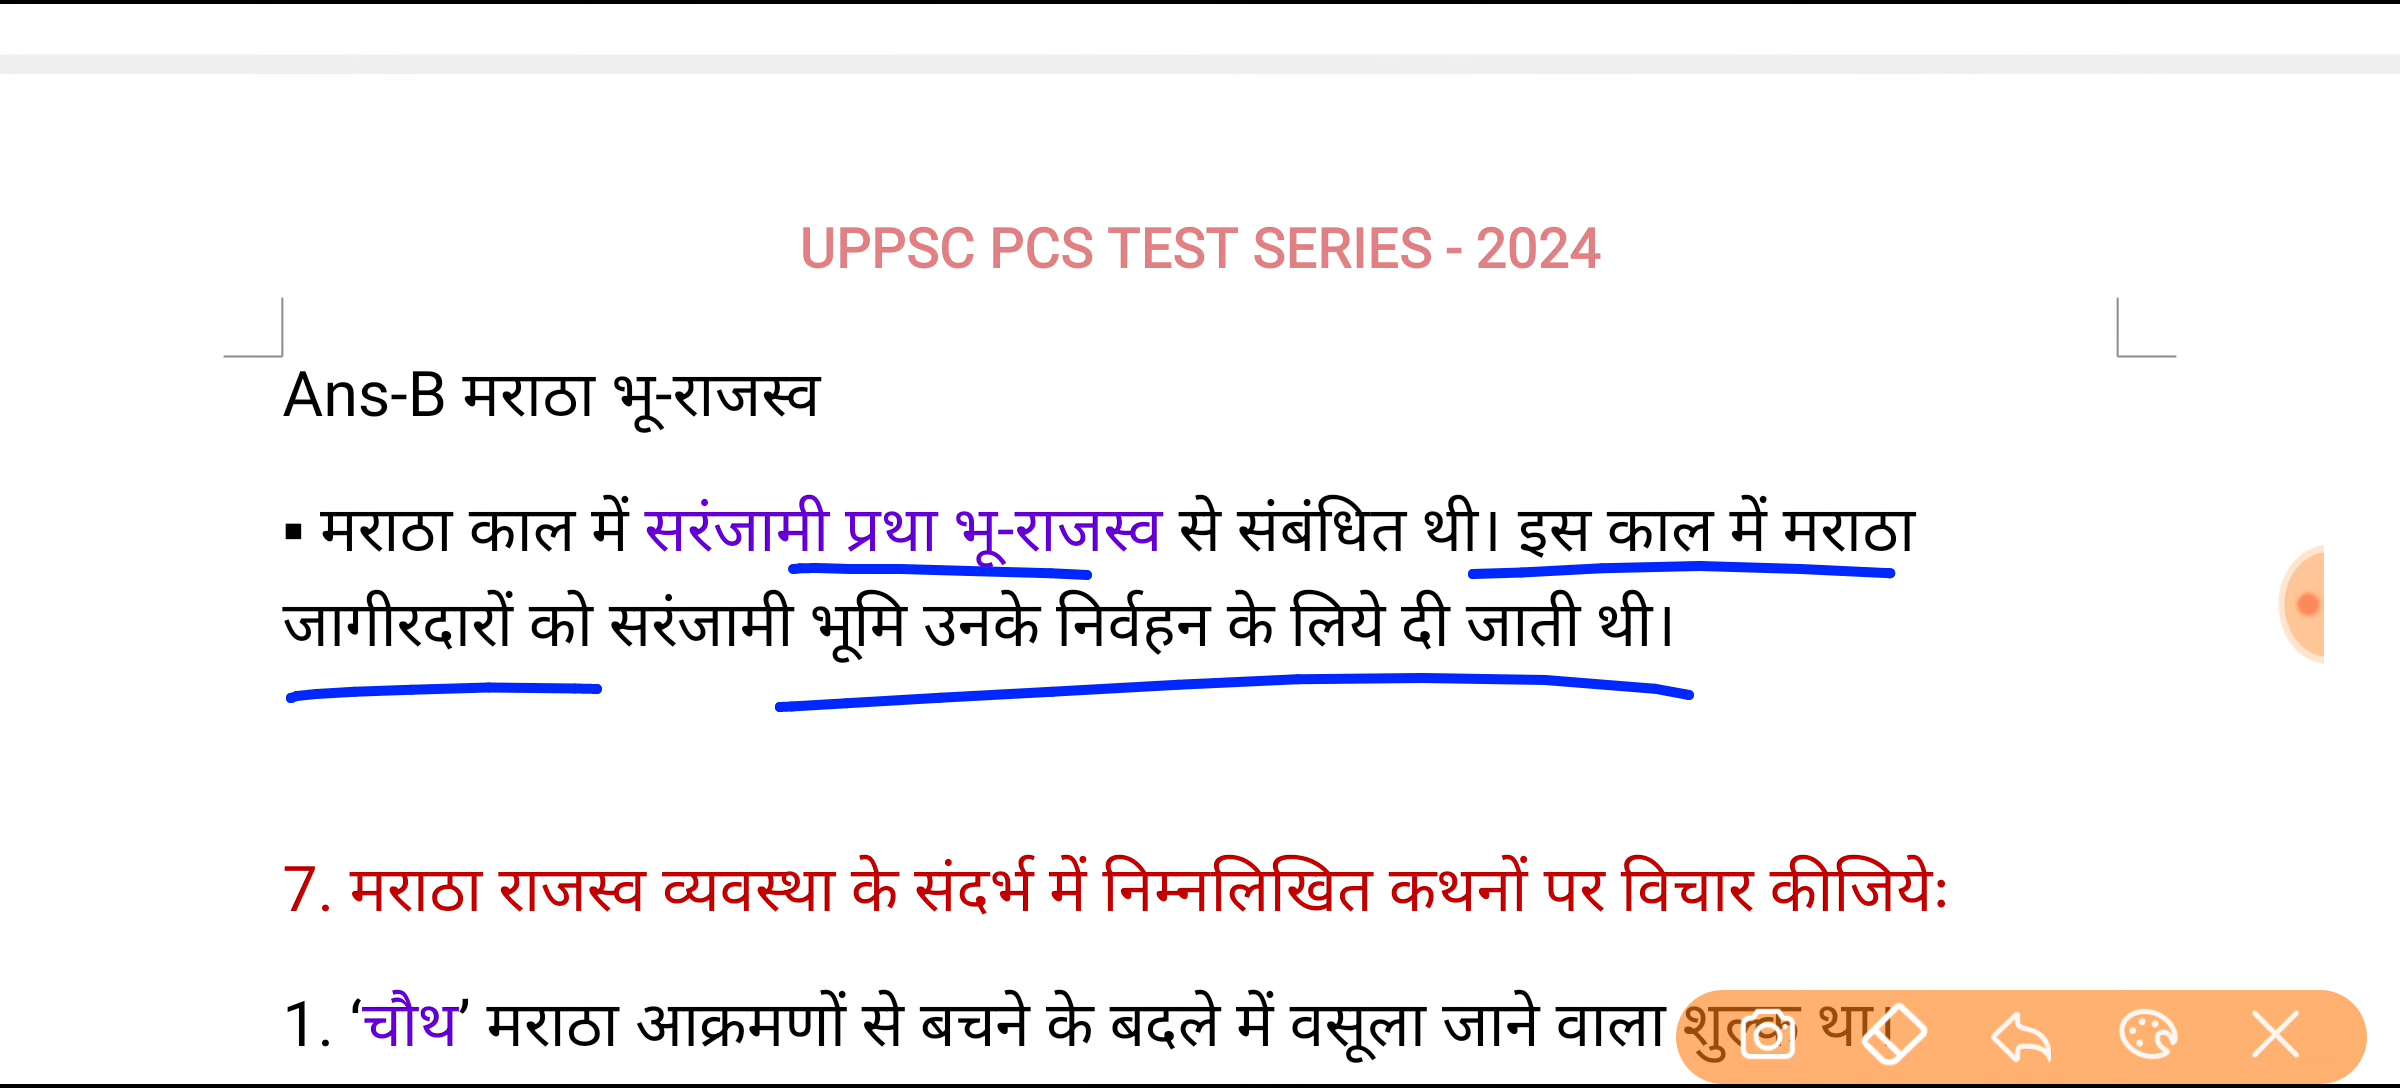 UPPSC PCS TEST SERIES - 2024
Ans-B मराठा भू-राजस्व
▪ मराठा काल में सरंजामी प्रथा भू-राजस्व से संबंधित थी। इस काल में मराठा
जागीरदारों को सरंजामी भूमि उनके निर्वहन के लिये दी जाती थी।
7. मराठा राजस्व व्यवस्था के संदर्भ में निम्नलिखित कथनों पर विचार कीजिये:
1. ‘चौथ’ मराठा आक्रमणों से बचने के बदले में वसूला जाने वाला शुल्क था।